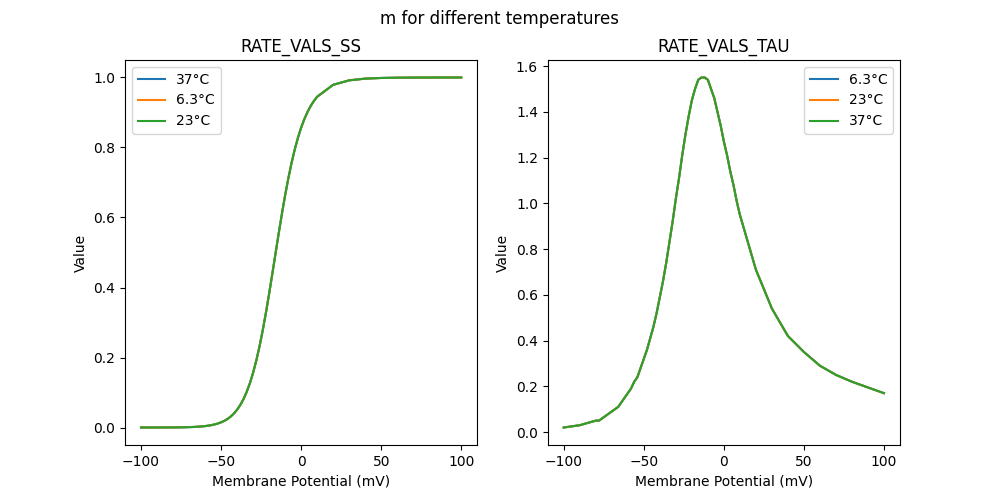 m for different temperatures
RATE_VALS_SS
1.0
0.8
0.6
0.4
0.2
0.0
Value
37°C
6.3°C
23°C
−100
−50
0
50
100
Membrane Potential (mV)
RATE_VALS_TAU
1.6
1.4
1.2
1.0
0.8
0.6
0.4
0.2
0.0
Value
6.3°C
23°C
37°C
−100
−50
0
50
100
Membrane Potential (mV)